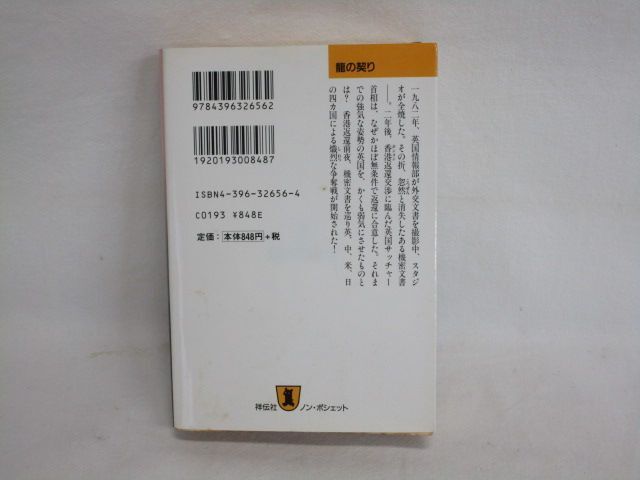 龍の契り
一九八二年、英国情報部が外交文書を撮影中、スタジ
オが全焼した。その折、忽然と消失したある機密文書
――。二年後、香港返還交渉に臨んだ英国サッチャー
首相は、なぜかほぼ無条件で返還に合意した。それま
での強気な姿勢の英国を、かくも弱気にさせたものと
は？　香港返還前夜、機密文書を巡り英、中、米、日
の四カ国による熾烈な争奪戦が開始された！
9784396326562
1920193008487
ISBN4-396-32656-4
C0193 ¥848E
定価：本体848円+税
祥伝社
ノン・ポシェット